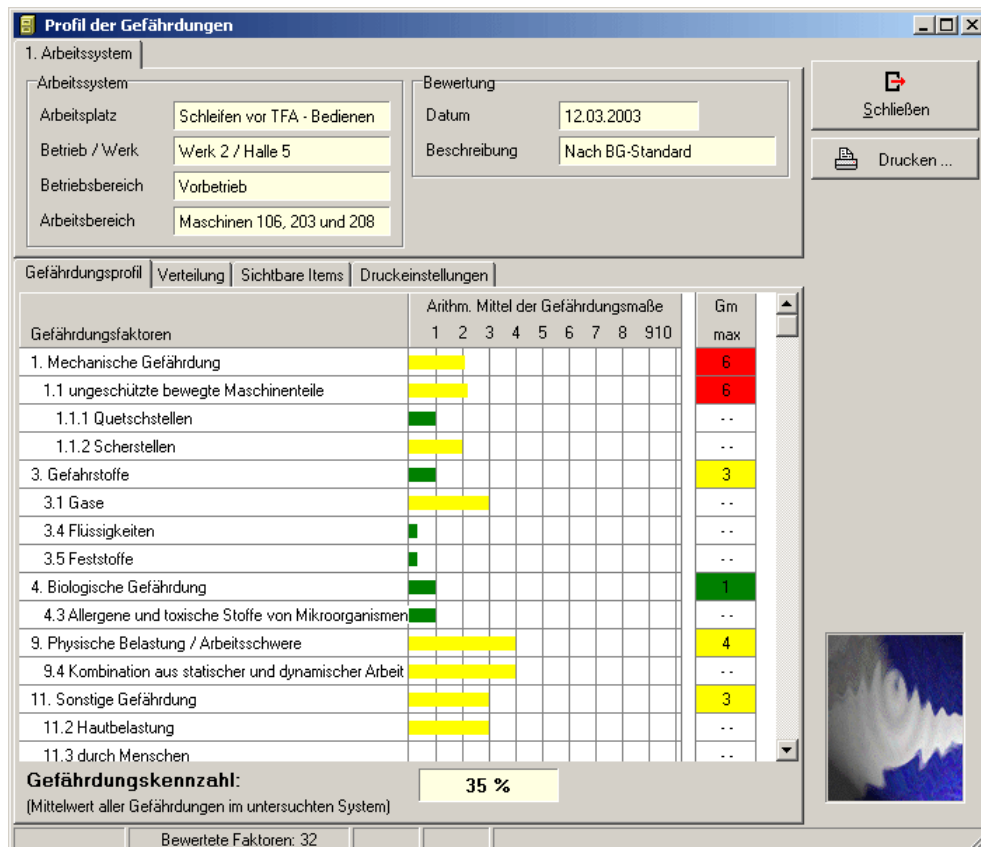 Profil der Gefährdungen
1. Arbeitssystem
Arbeitssystem
Arbeitsplatz Schleifen vor TFA - Bedienen
Betrieb / Werk Werk 2 / Halle 5
Betriebsbereich Vorbetrieb
Arbeitsbereich Maschinen 106, 203 und 208
Bewertung
Datum 12.03.2003
Beschreibung Nach BG-Standard
Schließen
Drucken ...
Gefährdungsprofil Verteilung Sichtbare Items Druckeinstellungen
Gefährdungsfaktoren
Arithm. Mittel der Gefährdungsmaße
1 2 3 4 5 6 7 8 910
Gm
max
1. Mechanische Gefährdung 6
1.1 ungeschützte bewegte Maschinenteile 6
1.1.1 Quetschstellen - -
1.1.2 Scherstellen - -
3. Gefahrstoffe 3
3.1 Gase - -
3.4 Flüssigkeiten - -
3.5 Feststoffe - -
4. Biologische Gefährdung 1
4.3 Allergene und toxische Stoffe von Mikroorganismen - -
9. Physische Belastung / Arbeitsschwere 4
9.4 Kombination aus statischer und dynamischer Arbeit - -
11. Sonstige Gefährdung 3
11.2 Hautbelastung - -
11.3 durch Menschen - -
Gefährdungskennzahl: 35 %
(Mittelwert aller Gefährdungen im untersuchten System)
Bewertete Faktoren: 32